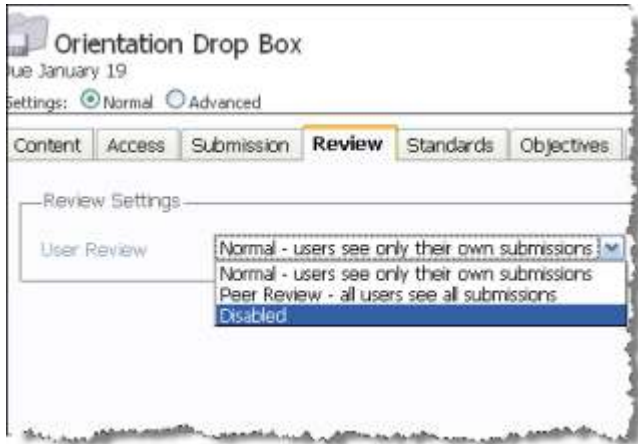 Orientation Drop Box
ue January 19
ettings: Normal Advanced
Content Access Submission Review Standards Objectives
Review Settings
User Review Normal - users see only their own submissions
Normal - users see only their own submissions
Peer Review - all users see all submissions
Disabled